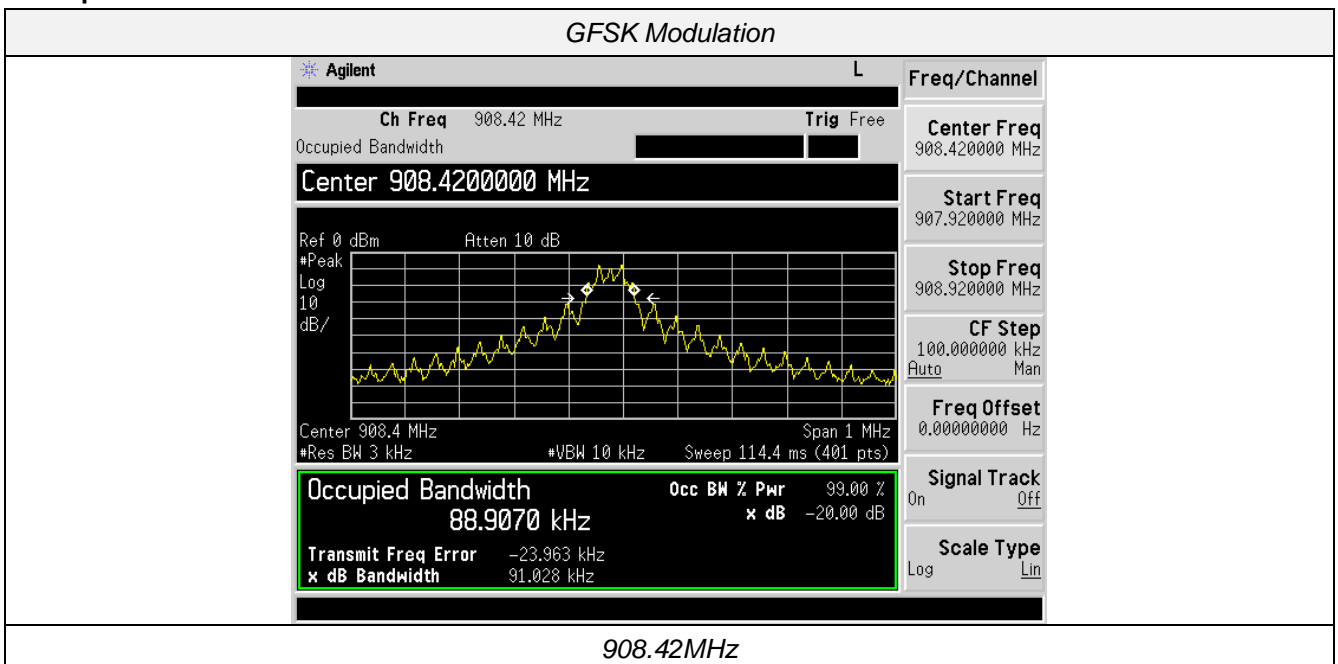 GFSK Modulation
Agilent L
Ch Freq 908.42 MHz Trig Free
Occupied Bandwidth
Center 908.4200000 MHz
Ref 0 dBm Atten 10 dB
#Peak
Log
10
dB/
Center 908.4 MHz Span 1 MHz
#Res BW 3 kHz #VBW 10 kHz Sweep 114.4 ms (401 pts)
Occupied Bandwidth
88.9070 kHz
Occ BW % Pwr 99.00 %
x dB -20.00 dB
Transmit Freq Error -23.963 kHz
x dB Bandwidth 91.028 kHz
Freq/Channel
Center Freq
908.420000 MHz
Start Freq
907.920000 MHz
Stop Freq
908.920000 MHz
CF Step
100.000000 kHz
Auto Man
Freq Offset
0.00000000 Hz
Signal Track
On Off
Scale Type
Log Lin
908.42MHz